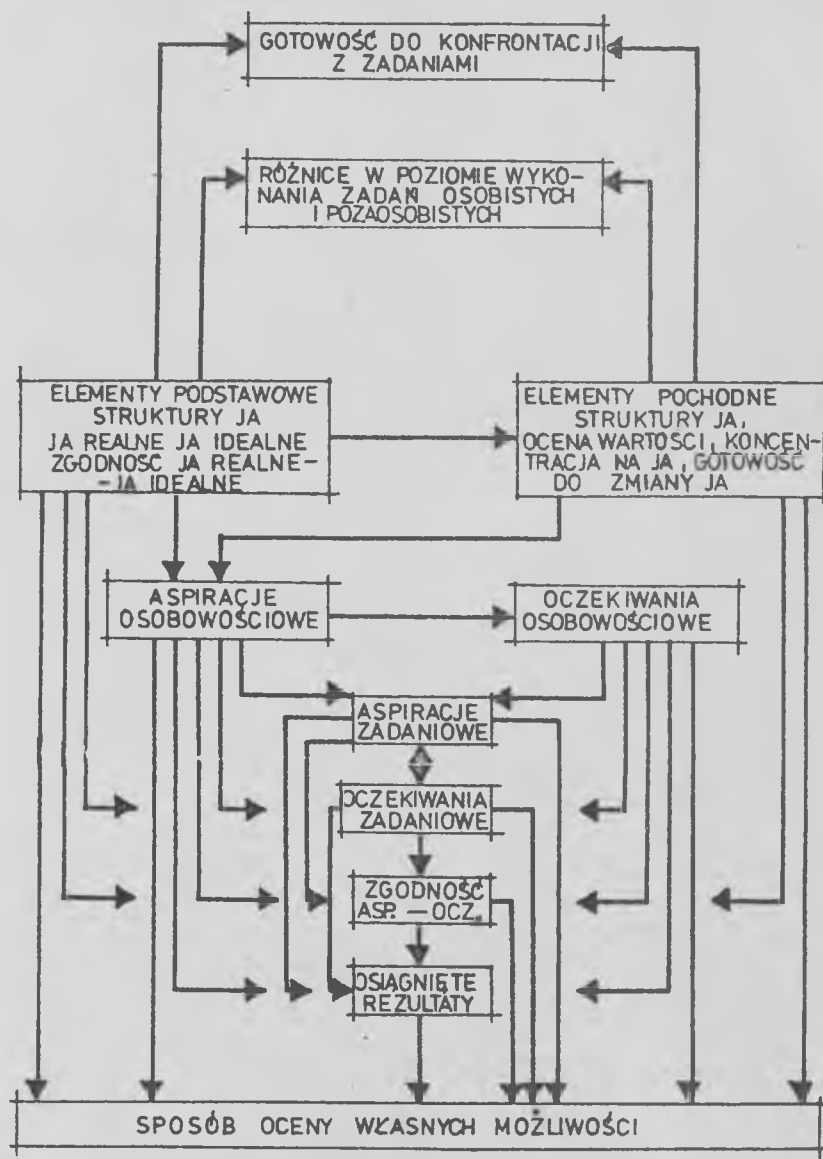 GOTOWOŚĆ DO KONFRONTACJI
Z ZADANIAMI
RÓŻNICE W POZIOMIE WYKO-
NANIA ZADAŃ OSOBISTYCH
I POZAOSOBISTYCH
ELEMENTY PODSTAWOWE
STRUKTURY JA
JA REALNE JA IDEALNE
ZGODNOŚĆ JA REALNE-
-JA IDEALNE
ELEMENTY POCHODNE
STRUKTURY JA,
OCENA WARTOŚCI, KONCEN-
TRACJA NA JA, GOTOWOŚĆ
DO ZMIANY JA
ASPIRACJE
OSOBOWOŚCIOWE
OCZEKIWANIA
OSOBOWOŚCIOWE
ASPIRACJE
ZADANIOWE
OCZEKIWANIA
ZADANIOWE
ZGODNOŚĆ
ASP. — OCZ.
OSIĄGNIĘTE
REZULTATY
SPOSÓB OCENY WŁASNYCH MOŻLIWOŚCI